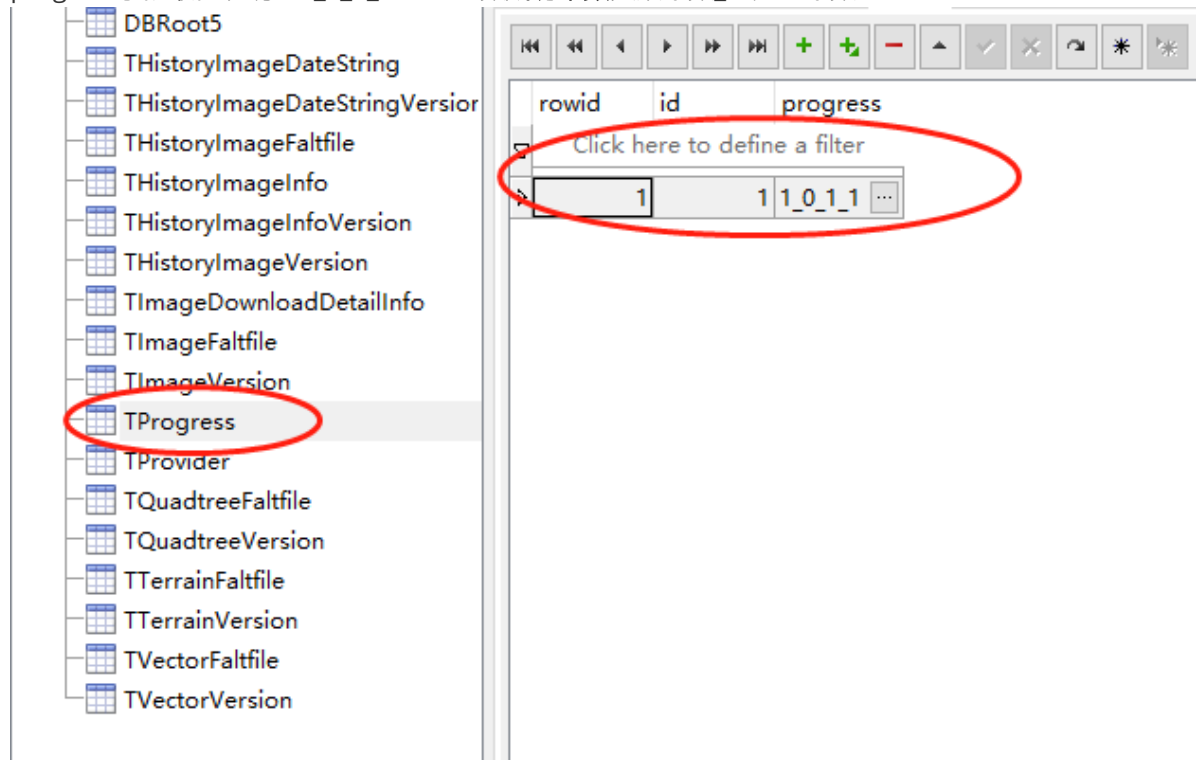 DBRoot5
THistoryImageDateString
THistoryImageDateStringVersior
THistoryImageFaltfile
THistoryImageInfo
THistoryImageInfoVersion
THistoryImageVersion
TImageDownloadDetailInfo
TImageFaltfile
TImageVersion
TProgress
TProvider
TQuadtreeFaltfile
TQuadtreeVersion
TTerrainFaltfile
TTerrainVersion
TVectorFaltfile
TVectorVersion
rowid id progress
Click here to define a filter
1 1 1_0_1_1 ...